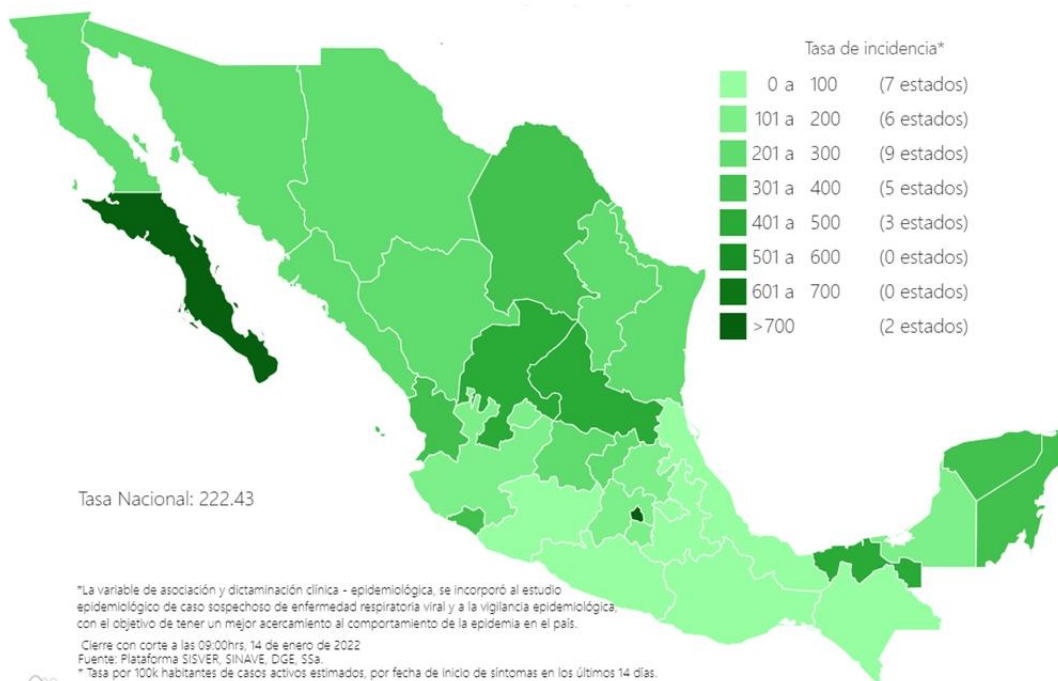 Tasa de incidencia*
0 a 100 (7 estados)
101 a 200 (6 estados)
201 a 300 (9 estados)
301 a 400 (5 estados)
401 a 500 (3 estados)
501 a 600 (0 estados)
601 a 700 (0 estados)
>700 (2 estados)
Tasa Nacional: 222.43
*La variable de asociación y dictaminación clínica - epidemiológica, se incorporó al estudio
epidemiológico de caso sospechoso de enfermedad respiratoria viral y a la vigilancia epidemiológica,
con el objetivo de tener un mejor acercamiento al comportamiento de la epidemia en el país.
Cierre con corte a las 09:00hrs, 14 de enero de 2022
Fuente: Plataforma SISVER, SINAVE, DGE, SSa.
* Tasa por 100k habitantes de casos activos estimados, por fecha de inicio de síntomas en los últimos 14 días.